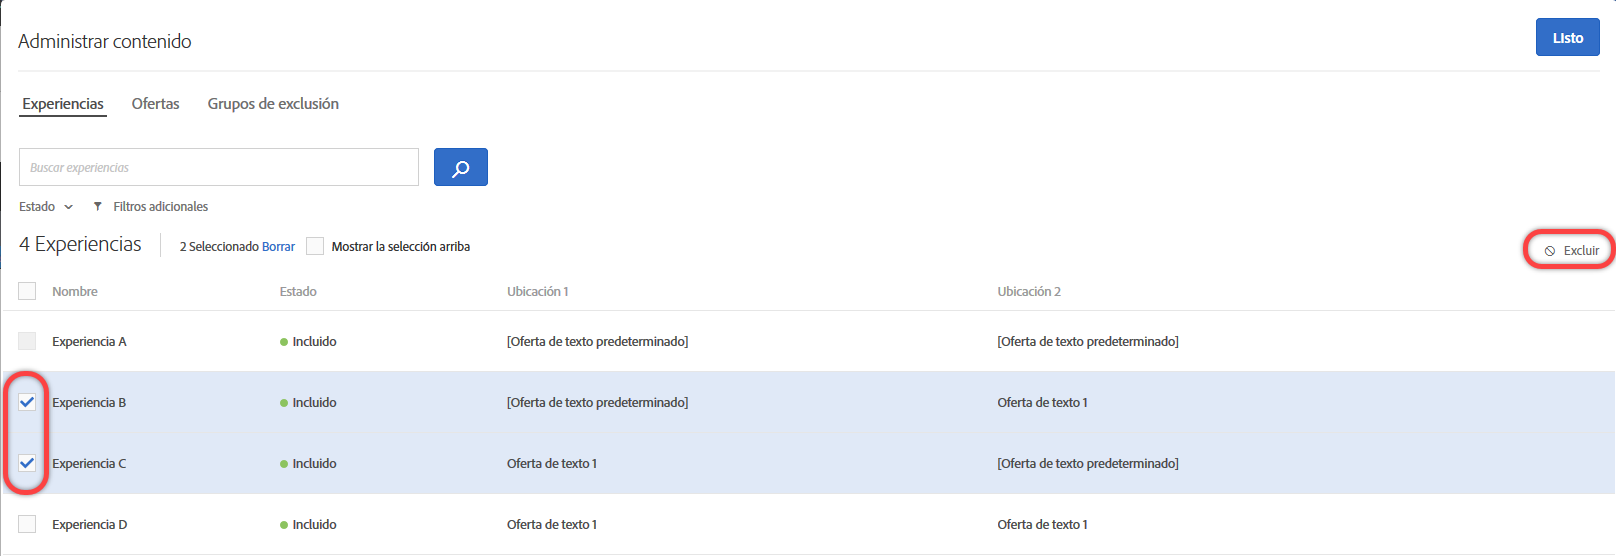 Administrar contenido
Listo
Experiencias Ofertas Grupos de exclusión
Buscar experiencias
Estado Filtros adicionales
4 Experiencias 2 Seleccionado Borrar Mostrar la selección arriba
Excluir
Nombre Estado Ubicación 1 Ubicación 2
Experiencia A Incluido [Oferta de texto predeterminado] [Oferta de texto predeterminado]
Experiencia B Incluido [Oferta de texto predeterminado] Oferta de texto 1
Experiencia C Incluido Oferta de texto 1 [Oferta de texto predeterminado]
Experiencia D Incluido Oferta de texto 1 Oferta de texto 1